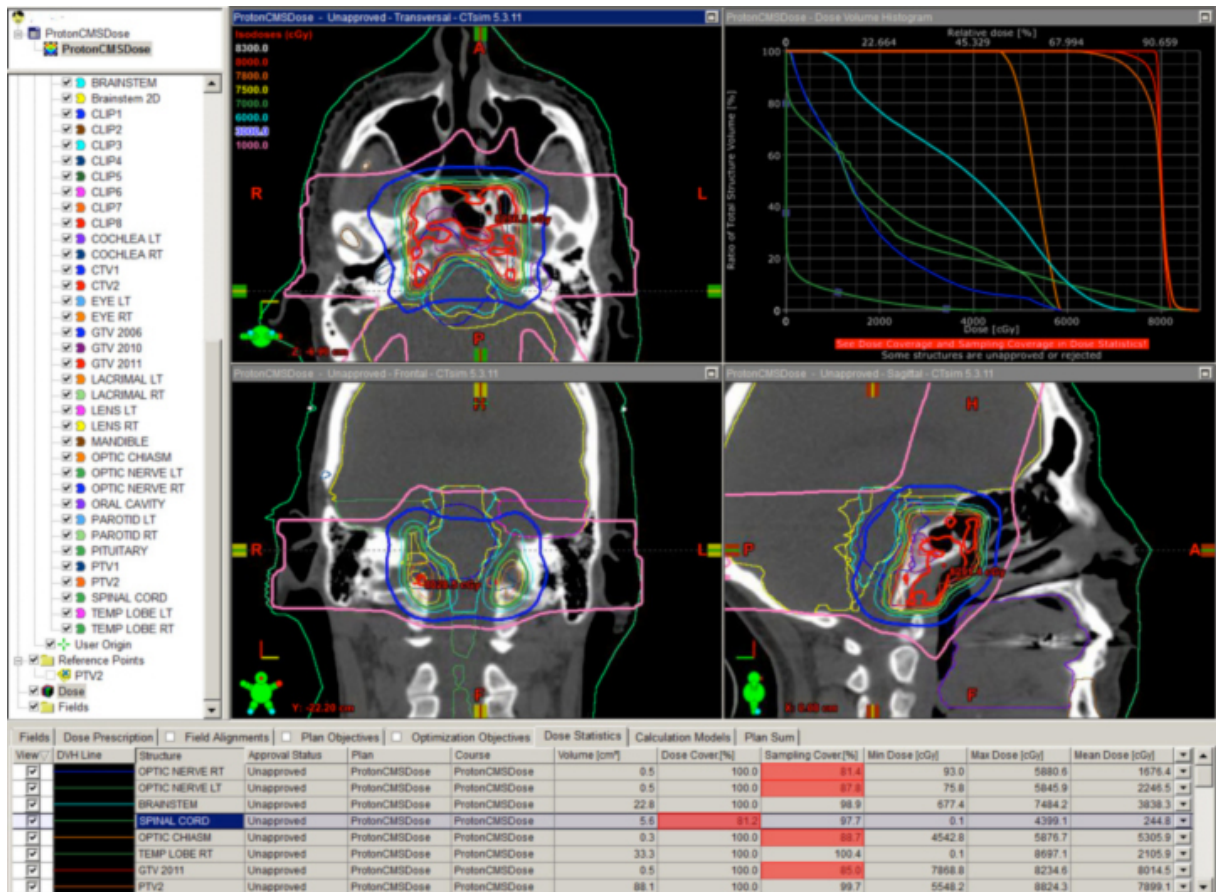 ProtonCMSDose
ProtonCMSDose
BRAINSTEM
Brainstem 2D
CLIP1
CLIP2
CLIP3
CLIP4
CLIP5
CLIP6
CLIP7
CLIP8
COCHLEA LT
COCHLEA RT
CTV1
CTV2
EYE LT
EYE RT
GTV 2006
GTV 2010
GTV 2011
LACRIMAL LT
LACRIMAL RT
LENS LT
LENS RT
MANDIBLE
OPTIC CHIASM
OPTIC NERVE LT
OPTIC NERVE RT
ORAL CAVITY
PAROTID LT
PAROTID RT
PITUITARY
PTV1
PTV2
SPINAL CORD
TEMP LOBE LT
TEMP LOBE RT
User Origin
Reference Points
PTV2
Dose
Fields
ProtonCMSDose - Unapproved - Transversal - CTsim 5.3.11
Isodoses [cGy]
8300.0
8000.0
7800.0
7500.0
7000.0
6000.0
3000.0
1000.0
A
R
L
P
ProtonCMSDose - Dose Volume Histogram
Relative dose [%]
0 22.664 45.329 67.994 90.659
Ratio of Total Structure Volume [%]
100
80
60
40
20
0
0 2000 4000 6000 8000
Dose [cGy]
See Dose Coverage and Sampling Coverage in Dose Statistics!
Some structures are unapproved or rejected
ProtonCMSDose - Unapproved - Frontal - CTsim 5.3.11
H
R
L
F
Y: -22.20 cm
ProtonCMSDose - Unapproved - Sagittal - CTsim 5.3.11
H
P
A
F
X: 0.00 cm
Fields Dose Prescription Field Alignments Plan Objectives Optimization Objectives Dose Statistics Calculation Models Plan Sum
View DVH Line Structure Approval Status Plan Course Volume [cm³] Dose Cover.[%] Sampling Cover.[%] Min Dose [cGy] Max Dose [cGy] Mean Dose [cGy]
OPTIC NERVE RT Unapproved ProtonCMSDose ProtonCMSDose 0.5 100.0 81.4 93.0 5880.6 1676.4
OPTIC NERVE LT Unapproved ProtonCMSDose ProtonCMSDose 0.5 100.0 87.8 75.8 5845.9 2246.5
BRAINSTEM Unapproved ProtonCMSDose ProtonCMSDose 22.8 100.0 98.9 677.4 7484.2 3838.3
SPINAL CORD Unapproved ProtonCMSDose ProtonCMSDose 5.6 81.2 97.7 0.1 4399.1 244.8
OPTIC CHIASM Unapproved ProtonCMSDose ProtonCMSDose 0.3 100.0 88.7 4542.8 5876.7 5305.9
TEMP LOBE RT Unapproved ProtonCMSDose ProtonCMSDose 33.3 100.0 100.4 0.1 8697.1 2105.9
GTV 2011 Unapproved ProtonCMSDose ProtonCMSDose 0.5 100.0 85.0 7868.8 8234.6 8014.5
PTV2 Unapproved ProtonCMSDose ProtonCMSDose 88.1 100.0 99.7 5548.2 8824.3 7899.1